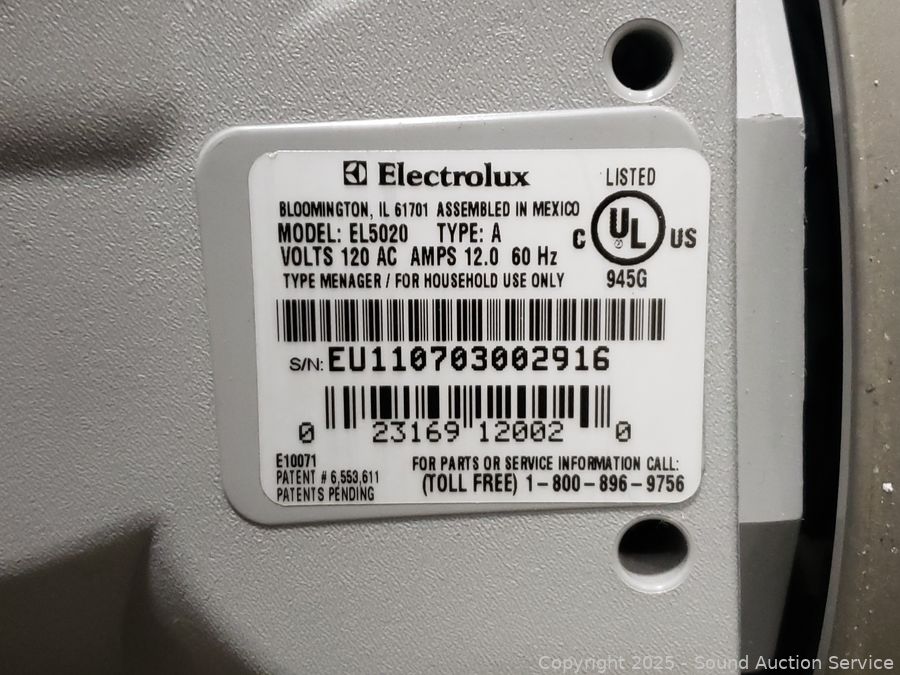 Electrolux
LISTED
BLOOMINGTON, IL 61701 ASSEMBLED IN MEXICO
MODEL: EL5020 TYPE: A
C UL US
VOLTS 120 AC AMPS 12.0 60 Hz
TYPE MENAGER / FOR HOUSEHOLD USE ONLY
945G
S/N: EU110703002916
0 23169 12002 0
E10071
PATENT # 6,553,611
PATENTS PENDING
FOR PARTS OR SERVICE INFORMATION CALL:
(TOLL FREE) 1-800-896-9756
Copyright 2025 - Sound Auction Service